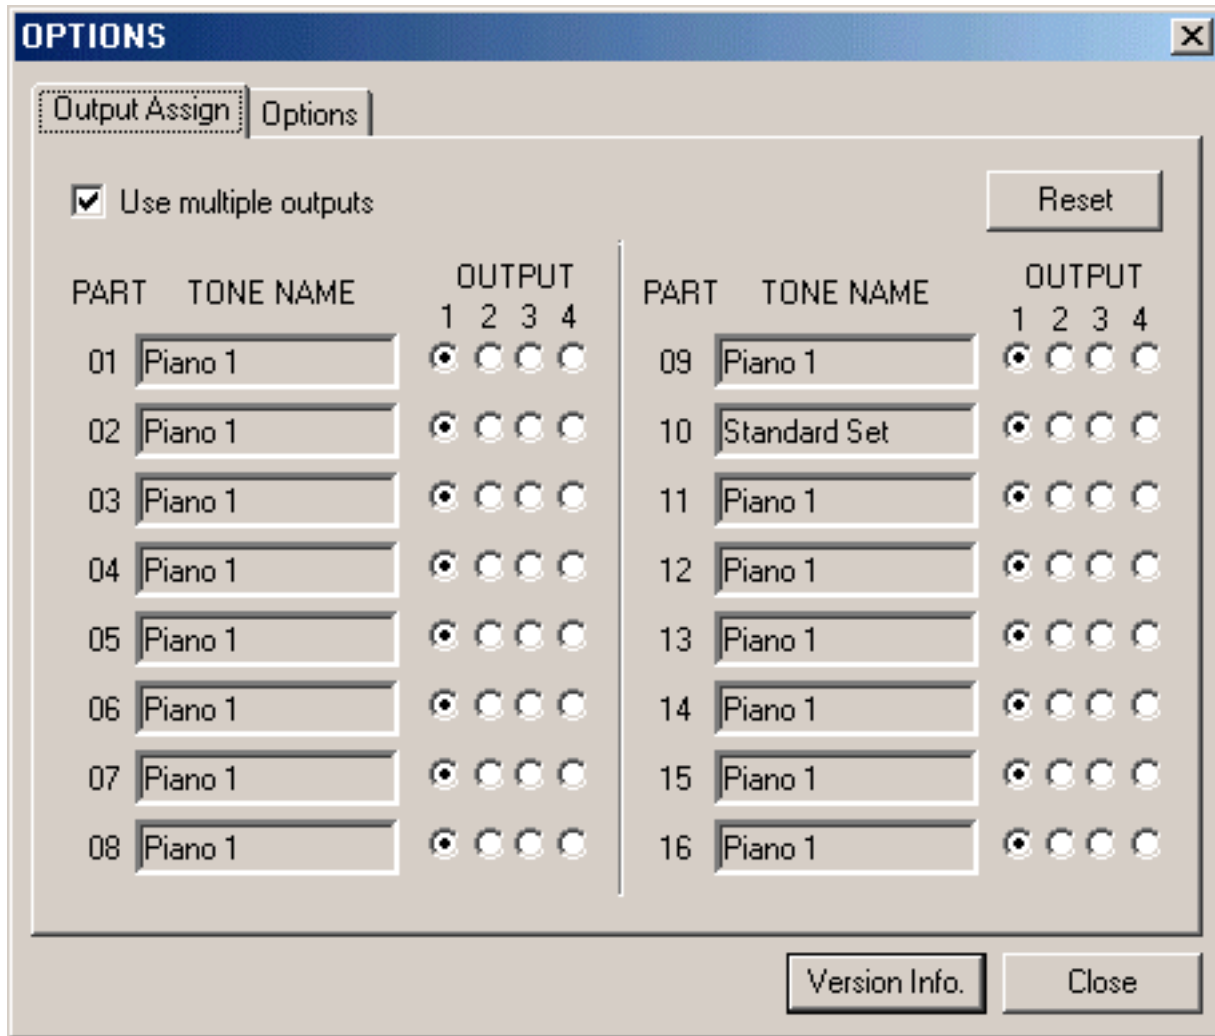 OPTIONS
Output Assign
Options
Use multiple outputs
Reset
PART TONE NAME OUTPUT
1 2 3 4
01 Piano 1
02 Piano 1
03 Piano 1
04 Piano 1
05 Piano 1
06 Piano 1
07 Piano 1
08 Piano 1
PART TONE NAME OUTPUT
1 2 3 4
09 Piano 1
10 Standard Set
11 Piano 1
12 Piano 1
13 Piano 1
14 Piano 1
15 Piano 1
16 Piano 1
Version Info.
Close